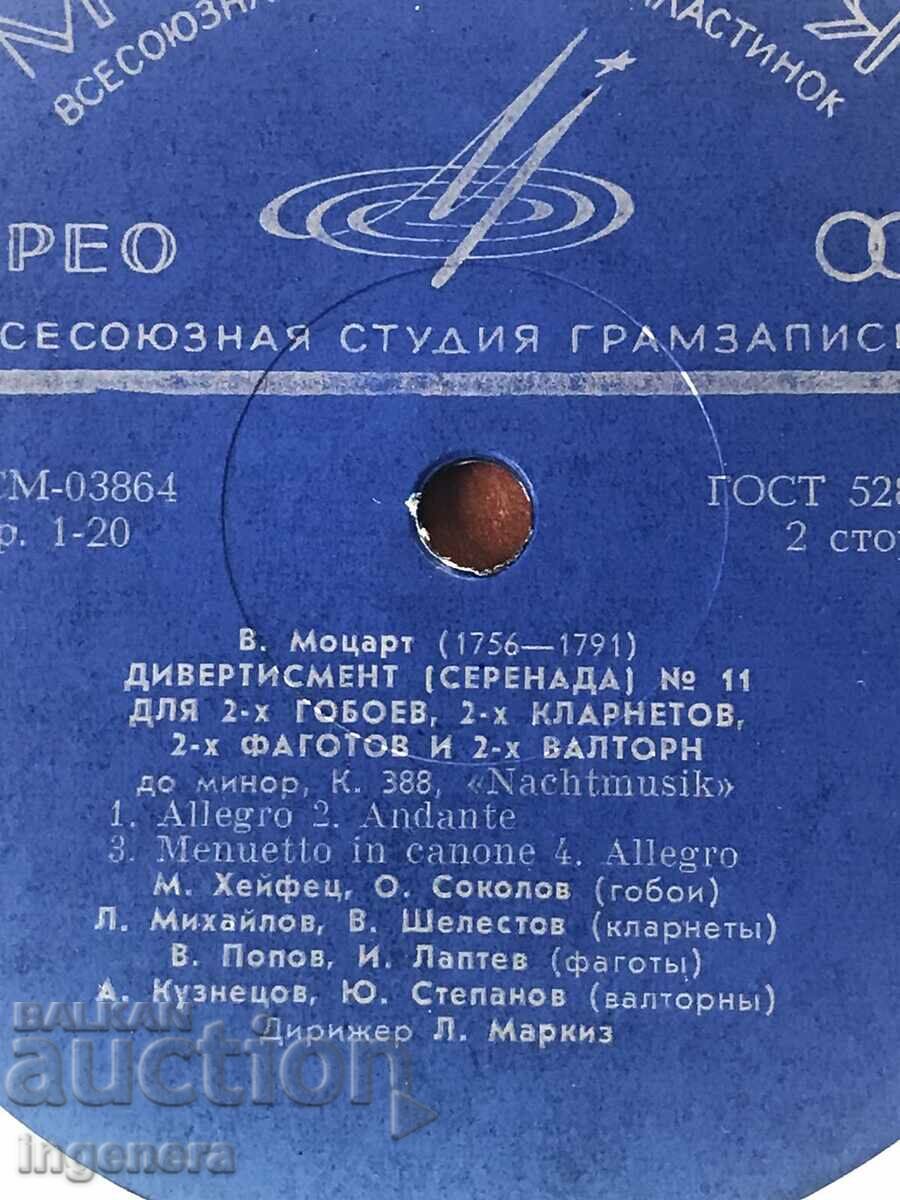 М
ВСЕСОЮЗНА
ПЛАСТИНОК
Я
РЕО
СЕСОЮЗНАЯ СТУДИЯ ГРАМЗАПИС
СМ-03864
ГОСТ 528
р. 1-20
2 стор
В. Моцарт (1756—1791)
ДИВЕРТИСМЕНТ (СЕРЕНАДА) № 11
ДЛЯ 2-х ГОБОЕВ, 2-х КЛАРНЕТОВ,
2-х ФАГОТОВ И 2-х ВАЛТОРН
до минор, К. 388, «Nachtmusik»
1. Allegro 2. Andante
3. Menuetto in canone 4. Allegro
М. Хейфец, О. Соколов (гобои)
Л. Михайлов, В. Шелестов (кларнеты)
В. Попов, И. Лаптев (фаготы)
А. Кузнецов, Ю. Степанов (валторны)
Дирижер Л. Маркиз
BALKAN
auction
ingenera